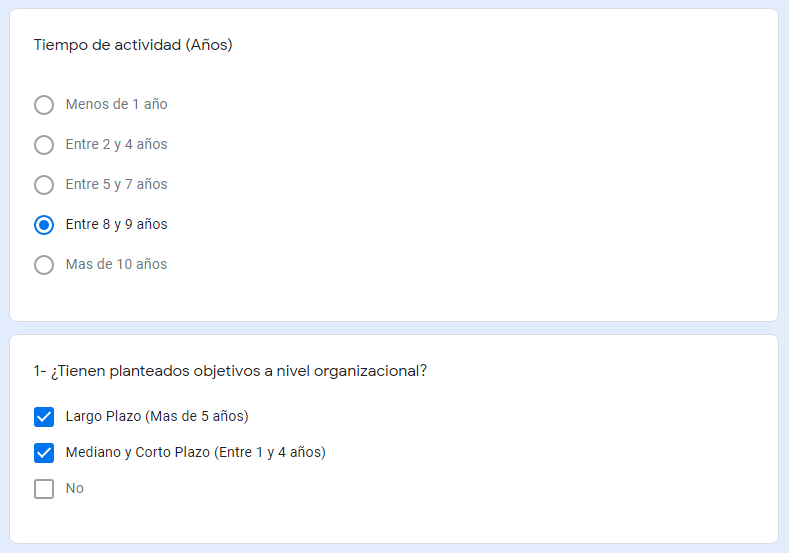 Tiempo de actividad (Años)
Menos de 1 año
Entre 2 y 4 años
Entre 5 y 7 años
Entre 8 y 9 años
Mas de 10 años
1- ¿Tienen planteados objetivos a nivel organizacional?
Largo Plazo (Mas de 5 años)
Mediano y Corto Plazo (Entre 1 y 4 años)
No